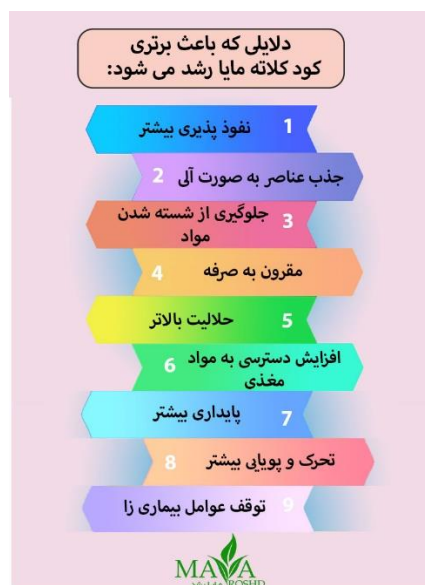 دلایلی که باعث برتری
کود کلاته مایا رشد می شود:
1 نفوذ پذیری بیشتر
جذب عناصر به صورت آلی 2
3 جلوگیری از شسته شدن
مواد
مقرون به صرفه 4
5 حلالیت بالاتر
افزایش دسترسی به مواد 6
مغذی
7 پایداری بیشتر
تحرک و پویایی بیشتر 8
9 توقف عوامل بیماری زا
MAYA
ROSHD